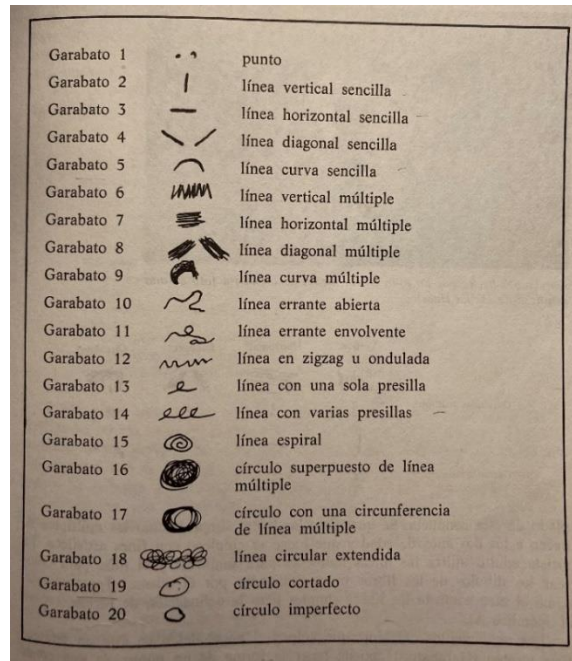 Garabato 1 punto
Garabato 2 línea vertical sencilla
Garabato 3 línea horizontal sencilla
Garabato 4 línea diagonal sencilla
Garabato 5 línea curva sencilla
Garabato 6 línea vertical múltiple
Garabato 7 línea horizontal múltiple
Garabato 8 línea diagonal múltiple
Garabato 9 línea curva múltiple
Garabato 10 línea errante abierta
Garabato 11 línea errante envolvente
Garabato 12 línea en zigzag u ondulada
Garabato 13 línea con una sola presilla
Garabato 14 línea con varias presillas
Garabato 15 línea espiral
Garabato 16 círculo superpuesto de línea
múltiple
Garabato 17 círculo con una circunferencia
de línea múltiple
Garabato 18 línea circular extendida
Garabato 19 círculo cortado
Garabato 20 círculo imperfecto